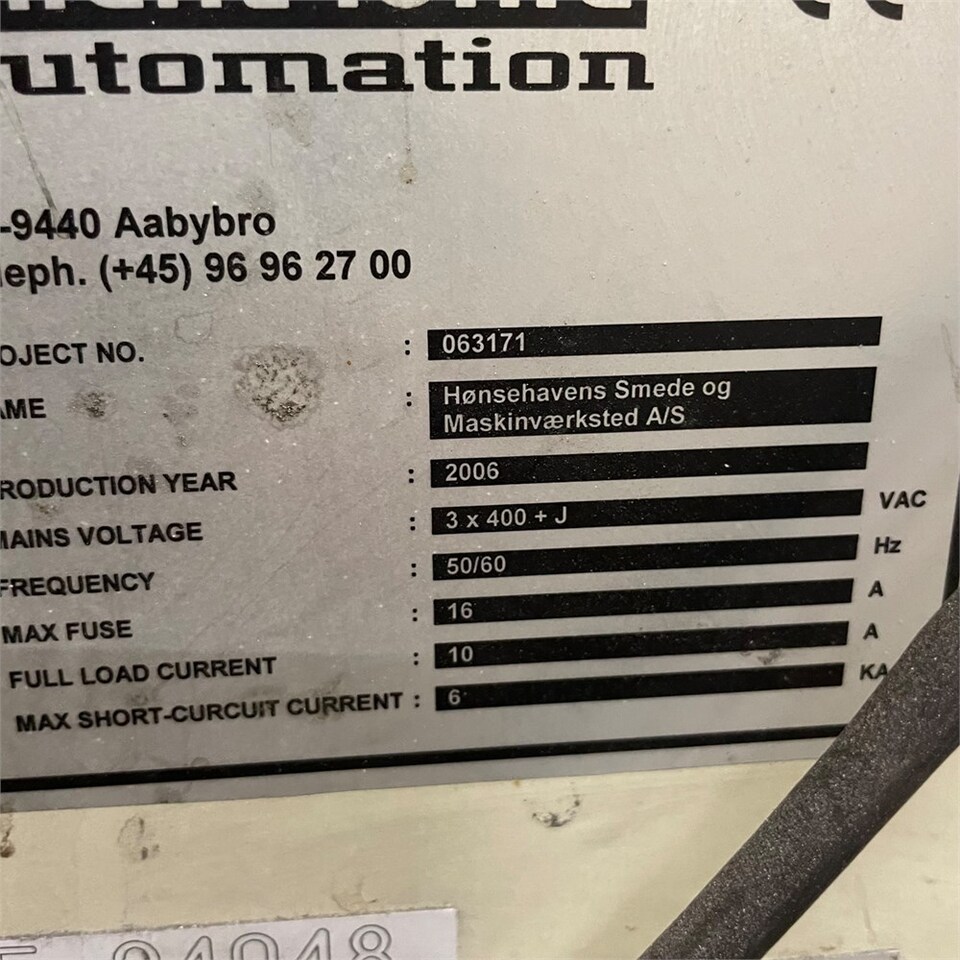 utomation
-9440 Aabybro
eph. (+45) 96 96 27 00
OJECT NO. : 063171
AME : Hønsehavens Smede og
Maskinværksted A/S
RODUCTION YEAR : 2006
MAINS VOLTAGE : 3 x 400 + J VAC
FREQUENCY : 50/60 Hz
MAX FUSE : 16 A
FULL LOAD CURRENT : 10 A
MAX SHORT-CURCUIT CURRENT : 6 KA